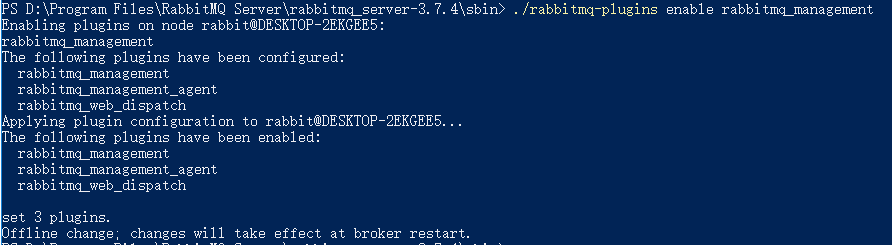 PS D:\Program Files\RabbitMQ Server\rabbitmq_server-3.7.4\sbin> ./rabbitmq-plugins enable rabbitmq_management
Enabling plugins on node rabbit@DESKTOP-2EKGEE5:
rabbitmq_management
The following plugins have been configured:
  rabbitmq_management
  rabbitmq_management_agent
  rabbitmq_web_dispatch
Applying plugin configuration to rabbit@DESKTOP-2EKGEE5...
The following plugins have been enabled:
  rabbitmq_management
  rabbitmq_management_agent
  rabbitmq_web_dispatch

set 3 plugins.
Offline change; changes will take effect at broker restart.